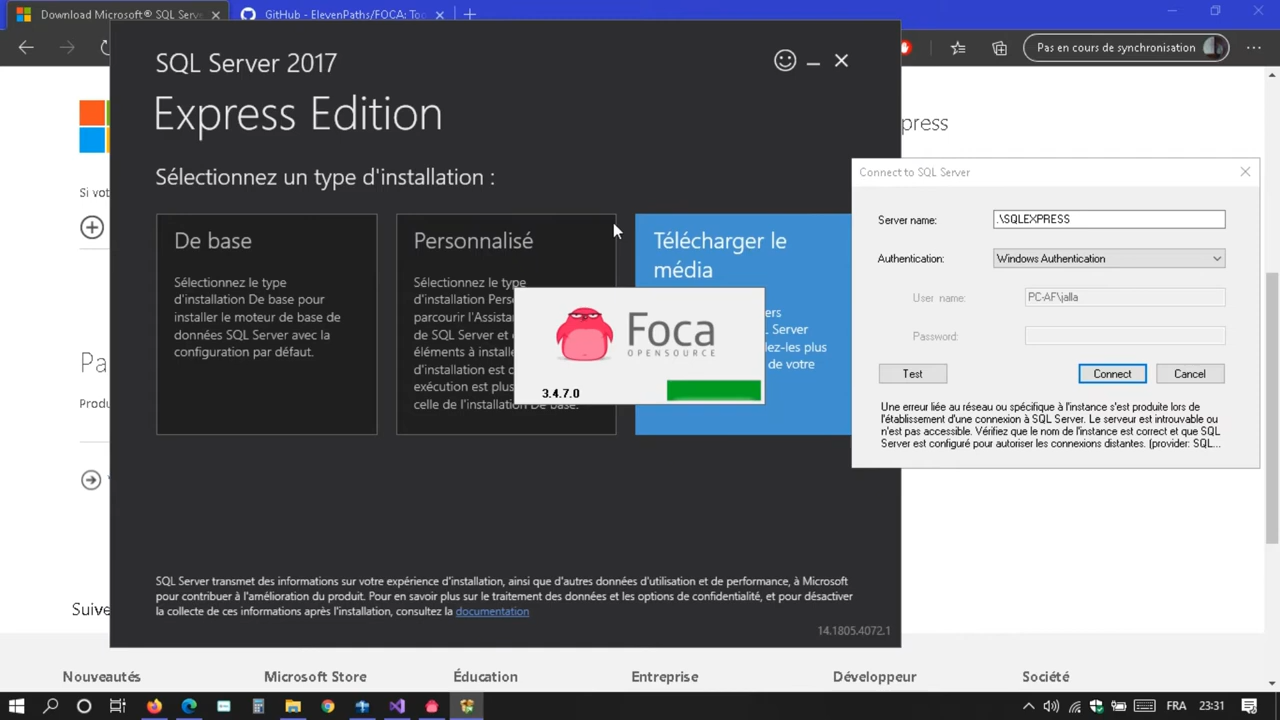 Download Microsoft® SQL Serv
GitHub - ElevenPaths/FOCA: To
Pas en cours de synchronisation
SQL Server 2017
Express Edition
press
Sélectionnez un type d'installation :
Si vot
De base
Sélectionnez le type
d'installation De base pour
installer le moteur de base de
données SQL Server avec la
configuration par défaut.
Personnalisé
Sélectionnez le type
d'installation Pers
parcourir l'Assista
de SQL Server et c
éléments à installe
d'installation est c
exécution est plus
celle de l'installation De base.
Télécharger le
média
ers
Server
lez-les plus
de votre
Foca
OPENSOURCE
3.4.7.0
Connect to SQL Server
Server name:
.\SQLEXPRESS
Authentication:
Windows Authentication
User name:
PC-AF\jalla
Password:
Test
Connect
Cancel
Une erreur liée au réseau ou spécifique à l'instance s'est produite lors de
l'établissement d'une connexion à SQL Server. Le serveur est introuvable ou
n'est pas accessible. Vérifiez que le nom de l'instance est correct et que SQL
Server est configuré pour autoriser les connexions distantes. (provider: SQL...
Pa
Produ
SQL Server transmet des informations sur votre expérience d'installation, ainsi que d'autres données d'utilisation et de performance, à Microsoft
pour contribuer à l'amélioration du produit. Pour en savoir plus sur le traitement des données et les options de confidentialité, et pour désactiver
la collecte de ces informations après l'installation, consultez la documentation
14.1805.4072.1
Suive
Nouveautés
Microsoft Store
Éducation
Entreprise
Développeur
Société
FRA
23:31